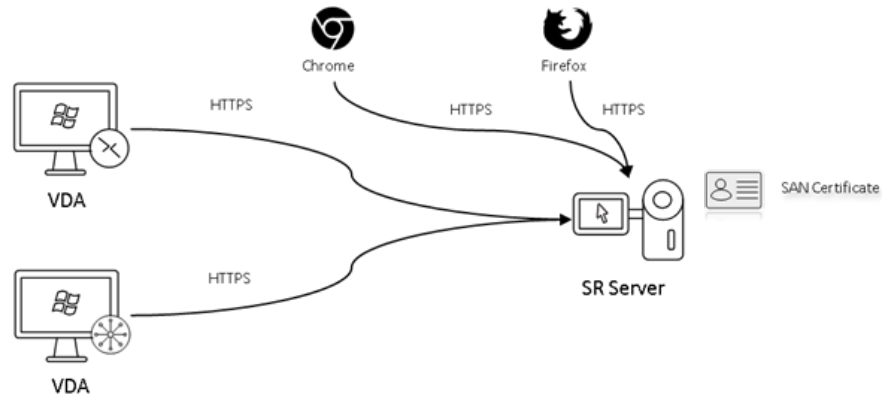 Chrome
Firefox
HTTPS
HTTPS
HTTPS
VDA
SAN Certificate
HTTPS
SR Server
VDA